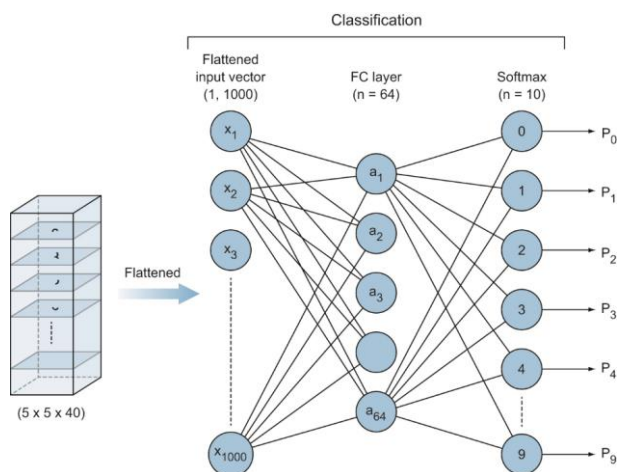 Classification
Flattened
input vector
(1, 1000)
FC layer
(n = 64)
Softmax
(n = 10)
x1
x2
x3
x1000
a1
a2
a3
a64
0
1
2
3
4
9
P0
P1
P2
P3
P4
P9
Flattened
(5 x 5 x 40)